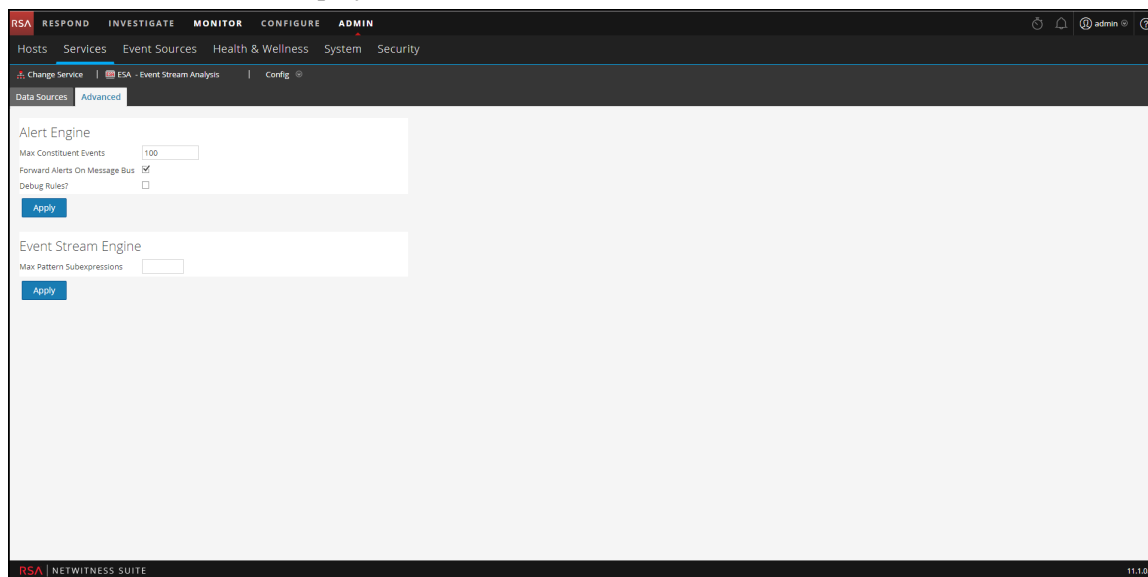 RSA RESPOND INVESTIGATE MONITOR CONFIGURE ADMIN admin
Hosts Services Event Sources Health & Wellness System Security
Change Service | ESA - Event Stream Analysis | Config
Data Sources Advanced
Alert Engine
Max Constituent Events 100
Forward Alerts On Message Bus
Debug Rules?
Apply
Event Stream Engine
Max Pattern Subexpressions
Apply
RSA | NETWITNESS SUITE 11.1.0